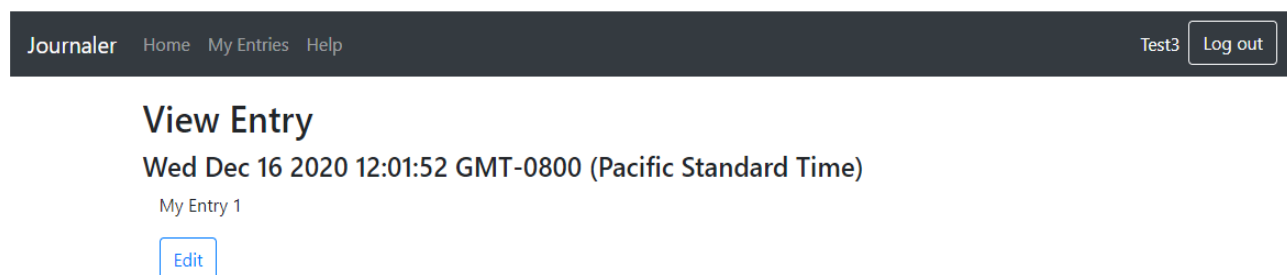 Journaler Home My Entries Help Test3 Log out
View Entry
Wed Dec 16 2020 12:01:52 GMT-0800 (Pacific Standard Time)
My Entry 1
Edit